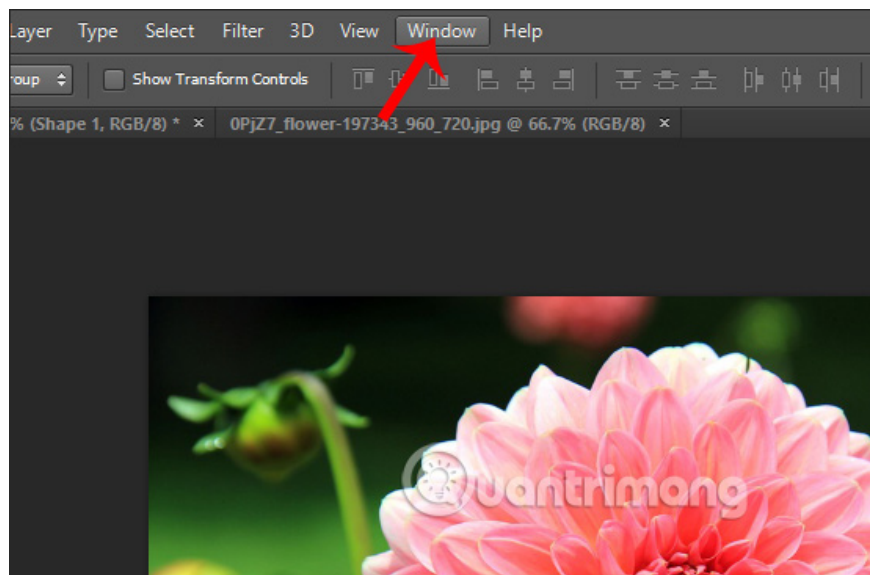 Layer Type Select Filter 3D View Window Help
roup Show Transform Controls
% (Shape 1, RGB/8) * × 0PjZ7_flower-197343_960_720.jpg @ 66.7% (RGB/8) ×
Quantrimang